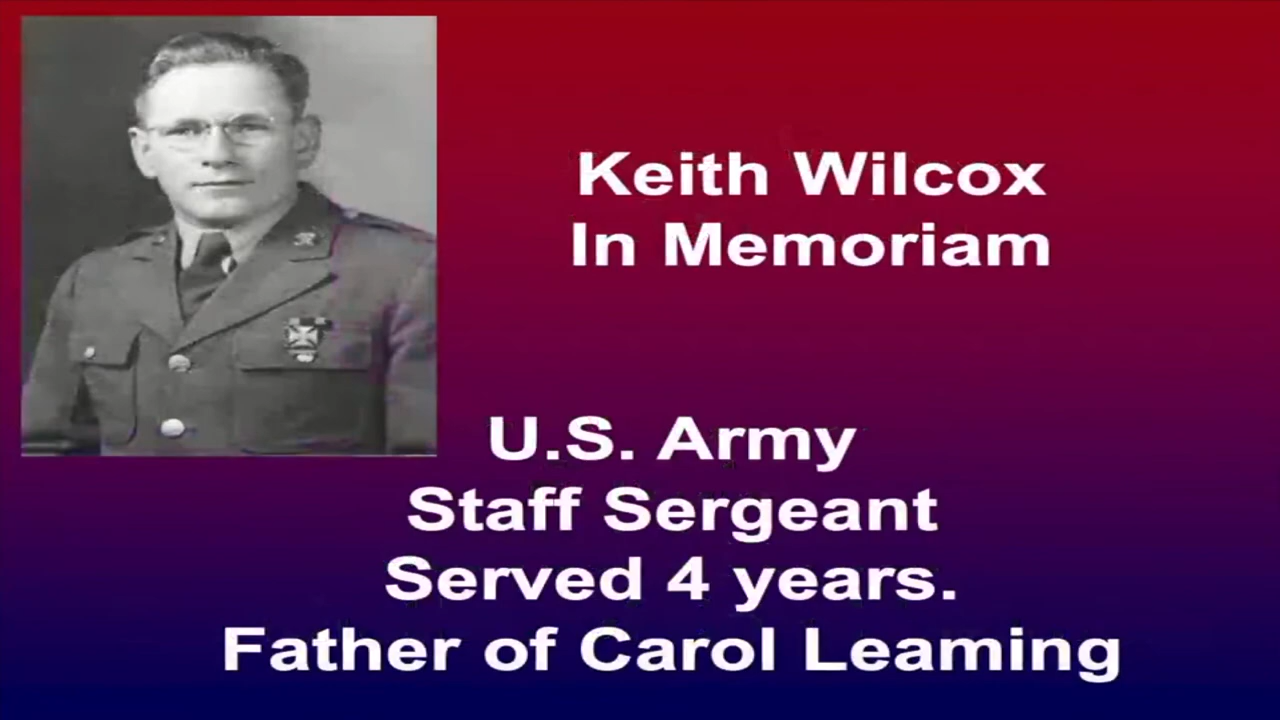 Keith Wilcox
In Memoriam
U.S. Army
Staff Sergeant
Served 4 years.
Father of Carol Leaming